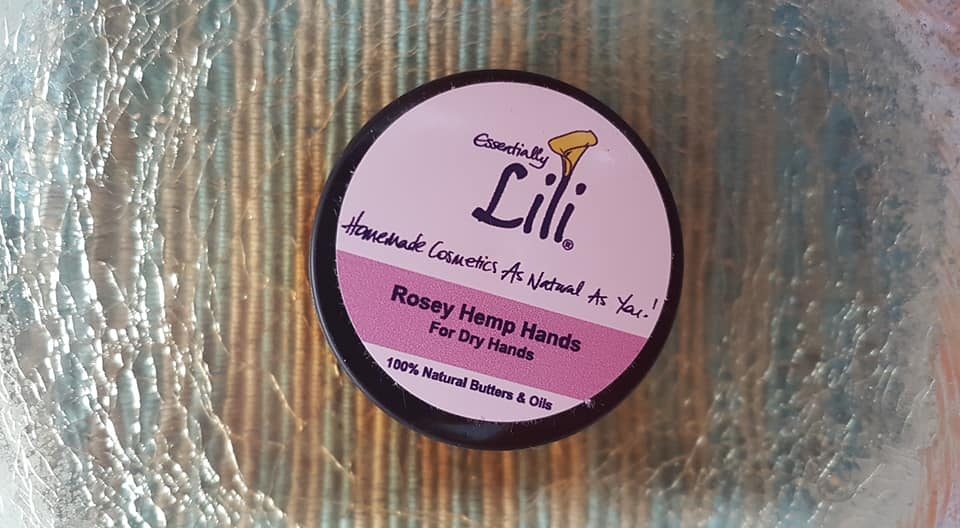 Essentially
Lili®
Homemade Cosmetics As Natural As You!
Rosey Hemp Hands
For Dry Hands
100% Natural Butters & Oils